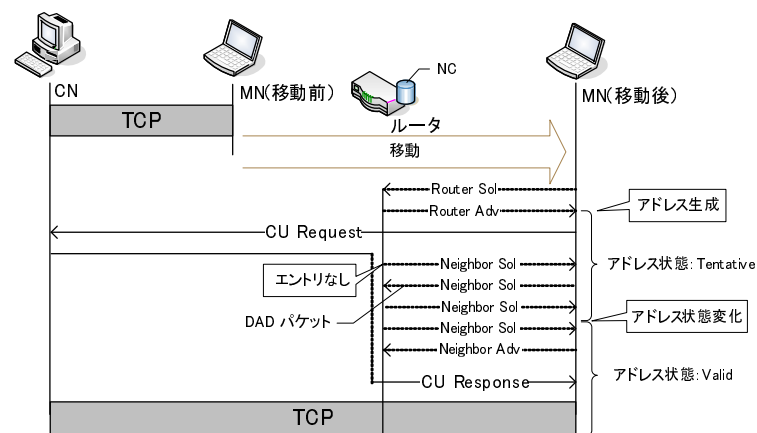 CN
MN(移動前)
NC
MN(移動後)
TCP
ルータ
移動
Router Sol
アドレス生成
Router Adv
CU Request
Neighbor Sol
アドレス状態: Tentative
エントリなし
Neighbor Sol
Neighbor Sol
DAD パケット
アドレス状態変化
Neighbor Sol
Neighbor Adv
アドレス状態: Valid
CU Response
TCP